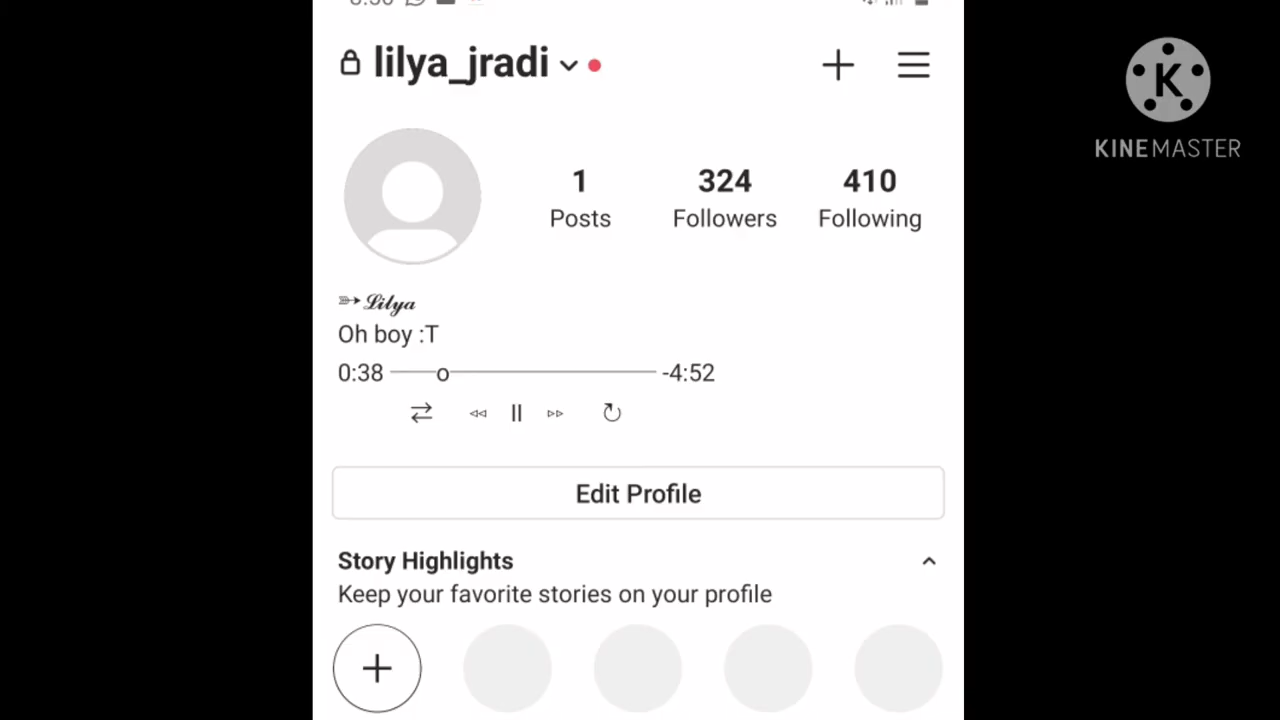 lilya_jradi
K
KINEMASTER
1
Posts
324
Followers
410
Following
➳ 𝓛𝓲𝓵𝔂𝓪
Oh boy :T
0:38 ────o──────────── -4:52
Edit Profile
Story Highlights
Keep your favorite stories on your profile